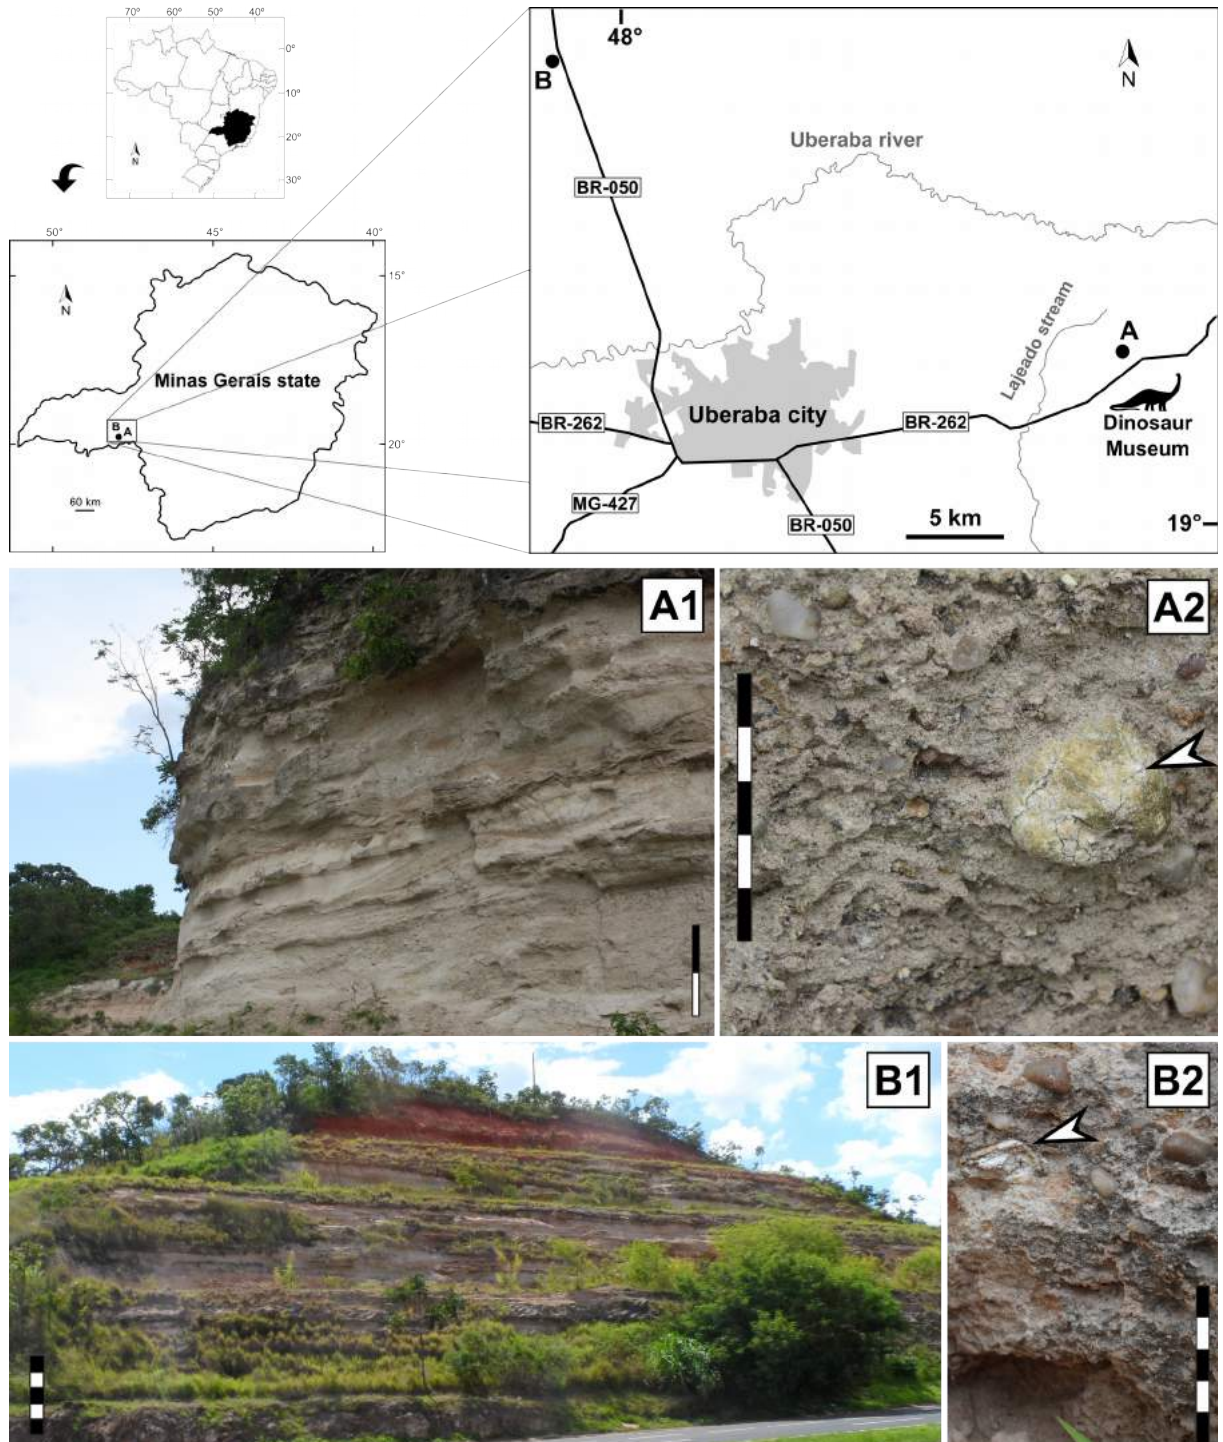 70° 60° 50° 40°
0°
10°
20°
30°
N
50° 45° 40°
15°
20°
N
Minas Gerais state
B A
60 km
48°
B
N
Uberaba river
BR-050
Lajeado stream
A
Uberaba city
BR-262
BR-262
Dinosaur
Museum
MG-427
BR-050
5 km
19°
A1
A2
B1
B2